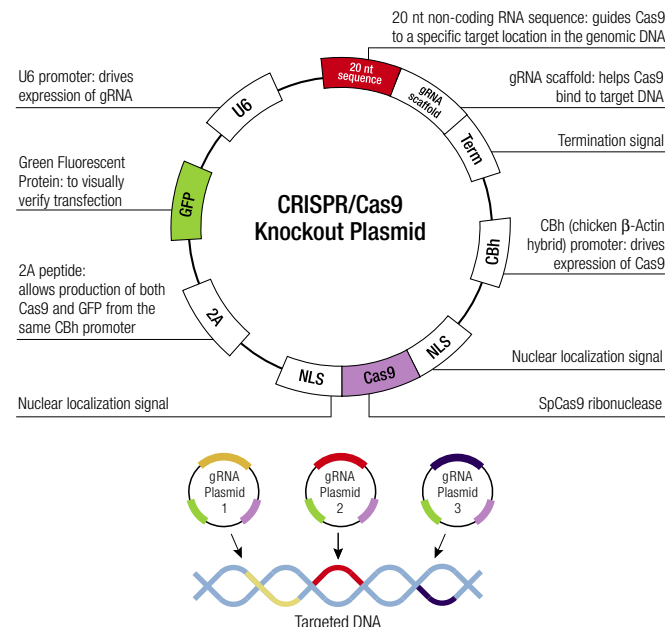 20 nt non-coding RNA sequence: guides Cas9
to a specific target location in the genomic DNA
U6 promoter: drives
expression of gRNA
gRNA scaffold: helps Cas9
bind to target DNA
Termination signal
Green Fluorescent
Protein: to visually
verify transfection
CBh (chicken β-Actin
hybrid) promoter: drives
expression of Cas9
2A peptide:
allows production of both
Cas9 and GFP from the
same CBh promoter
Nuclear localization signal
Nuclear localization signal
SpCas9 ribonuclease
20 nt
sequence
gRNA
scaffold
Term
CBh
NLS
Cas9
NLS
2A
GFP
U6
CRISPR/Cas9
Knockout Plasmid
gRNA
Plasmid
1
gRNA
Plasmid
2
gRNA
Plasmid
3
Targeted DNA